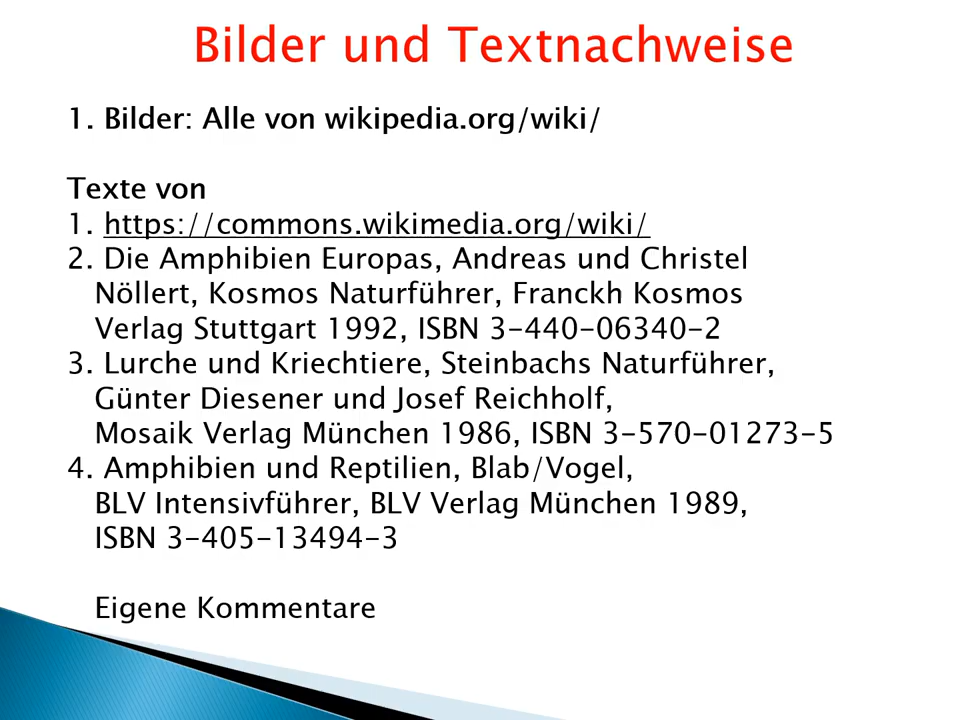 Bilder und Textnachweise
1. Bilder: Alle von wikipedia.org/wiki/
Texte von
1. https://commons.wikimedia.org/wiki/
2. Die Amphibien Europas, Andreas und Christel
Nöllert, Kosmos Naturführer, Franckh Kosmos
Verlag Stuttgart 1992, ISBN 3-440-06340-2
3. Lurche und Kriechtiere, Steinbachs Naturführer,
Günter Diesener und Josef Reichholf,
Mosaik Verlag München 1986, ISBN 3-570-01273-5
4. Amphibien und Reptilien, Blab/Vogel,
BLV Intensivführer, BLV Verlag München 1989,
ISBN 3-405-13494-3
Eigene Kommentare